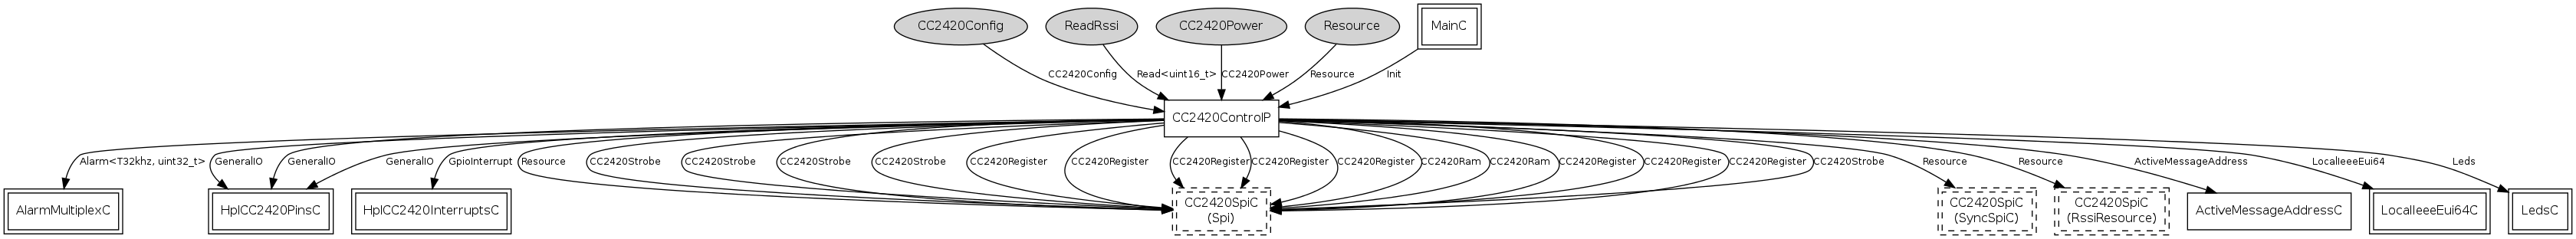 CC2420Config
ReadRssi
CC2420Power
Resource
MainC
CC2420Config
Read<uint16_t>
CC2420Power
Resource
Init
CC2420ControlP
Alarm<T32khz, uint32_t>
GeneralIO
GeneralIO
GeneralIO
GpioInterrupt
Resource
CC2420Strobe
CC2420Strobe
CC2420Strobe
CC2420Strobe
CC2420Register
CC2420Register
CC2420Register
CC2420Register
CC2420Register
CC2420Ram
CC2420Ram
CC2420Register
CC2420Register
CC2420Register
CC2420Strobe
Resource
Resource
ActiveMessageAddress
LocalIeeeEui64
Leds
AlarmMultiplexC
HplCC2420PinsC
HplCC2420InterruptsC
CC2420SpiC
(Spi)
CC2420SpiC
(SyncSpiC)
CC2420SpiC
(RssiResource)
ActiveMessageAddressC
LocalIeeeEui64C
LedsC